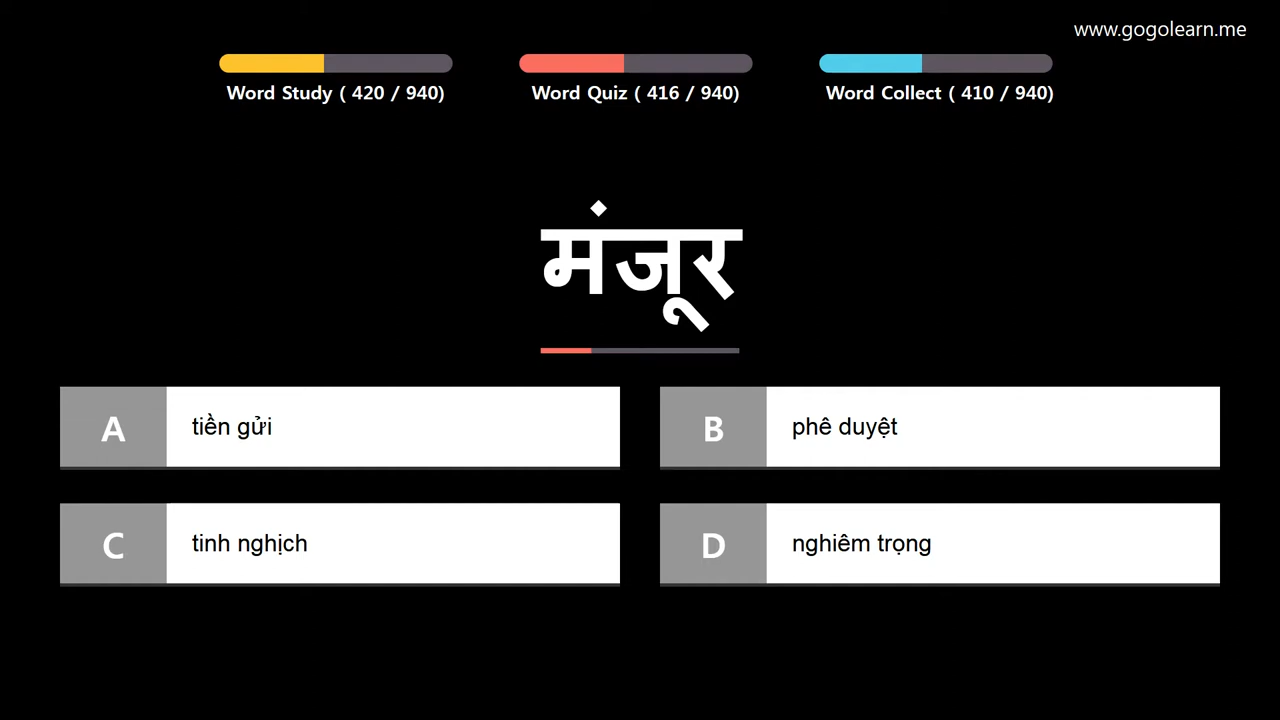 www.gogolearn.me
Word Study ( 420 / 940)
Word Quiz ( 416 / 940)
Word Collect ( 410 / 940)
मंजूर
A tiền gửi
B phê duyệt
C tinh nghịch
D nghiêm trọng